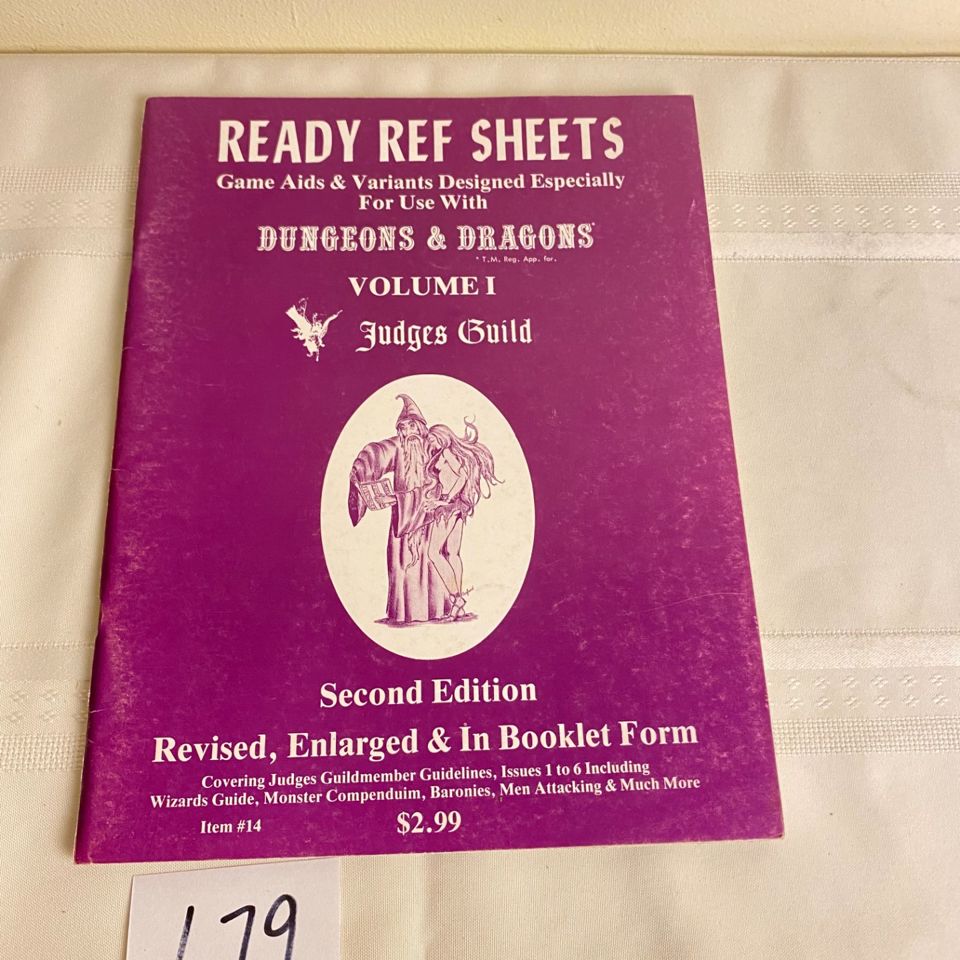 READY REF SHEETS
Game Aids & Variants Designed Especially
For Use With
DUNGEONS & DRAGONS*
* T.M. Reg. App. for.
VOLUME I
Judges Guild
Second Edition
Revised, Enlarged & In Booklet Form
Covering Judges Guildmember Guidelines, Issues 1 to 6 Including
Wizards Guide, Monster Compenduim, Baronies, Men Attacking & Much More
Item #14
$2.99
179